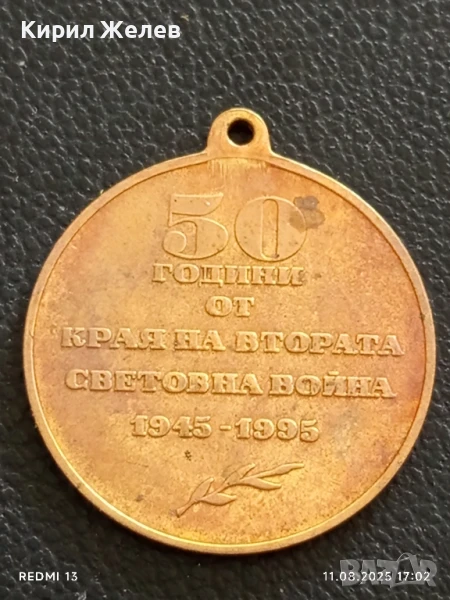 Кирил Желев
50
ГОДИНИ
ОТ
КРАЯ НА ВТОРАТА
СВЕТОВНА ВОЙНА
1945-1995
БАЗАР
REDMI 13
11.08.2025 17:02